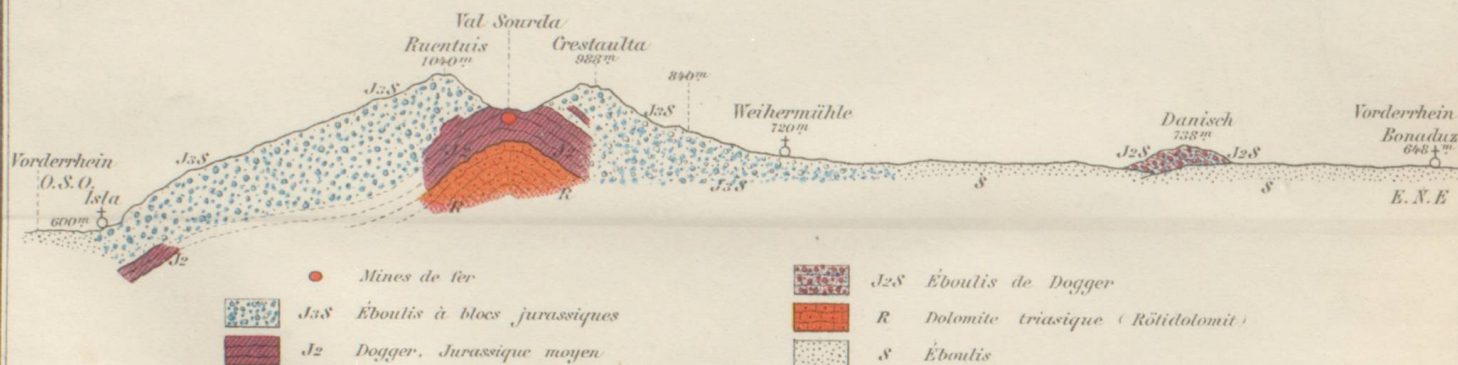 Val Sourda
Ruentuis
1040m
Crestaulta
988m
840m
J3S
J3S
J3S
Weihermühle
720m
Danisch
738m
Vorderrhein
Bonaduz
648m
Vorderrhein
O.S.O.
Isla
600m
J2
J2S
J2S
J3S
R
R
S
S
E.N.E
J2
Mines de fer
J3S Éboulis à blocs jurassiques
J2 Dogger, Jurassique moyen
J2S Éboulis de Dogger
R Dolomite triasique (Rötidolomit)
S Éboulis